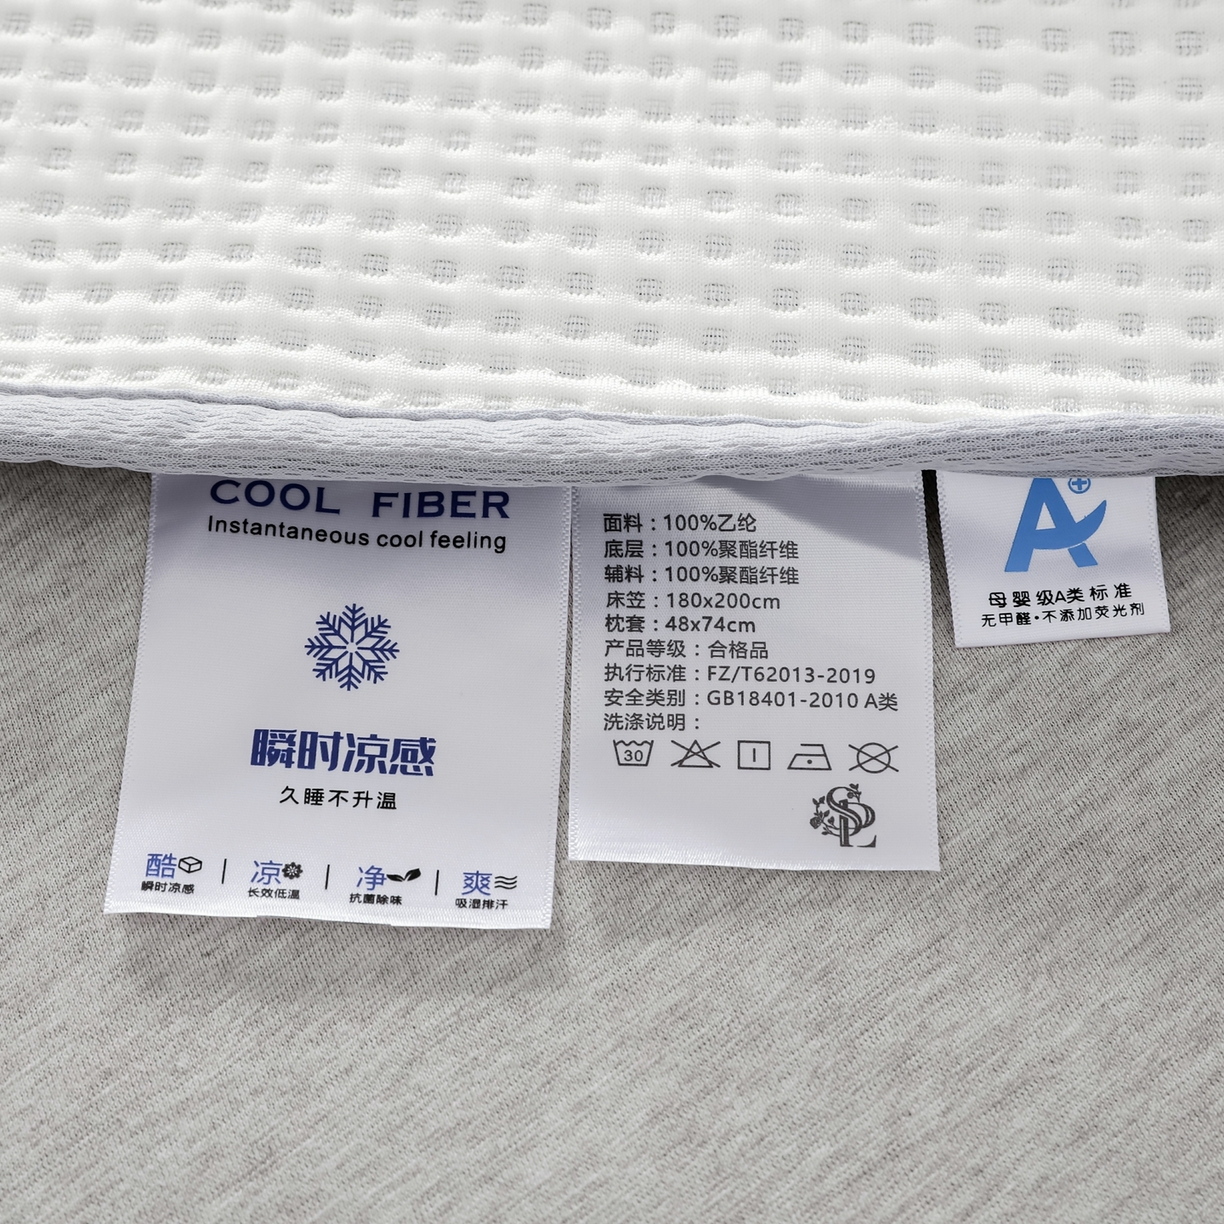 COOL FIBER
Instantaneous cool feeling
瞬时凉感
久睡不升温
酷 | 凉 | 净 | 爽
瞬时凉感 长效低温 抗菌除味 吸湿排汗
面料：100%乙纶
底层：100%聚酯纤维
辅料：100%聚酯纤维
床笠：180x200cm
枕套：48x74cm
产品等级：合格品
执行标准：FZ/T62013-2019
安全类别：GB18401-2010 A类
洗涤说明：
30
SL
A+
母婴级A类标准
无甲醛·不添加荧光剂